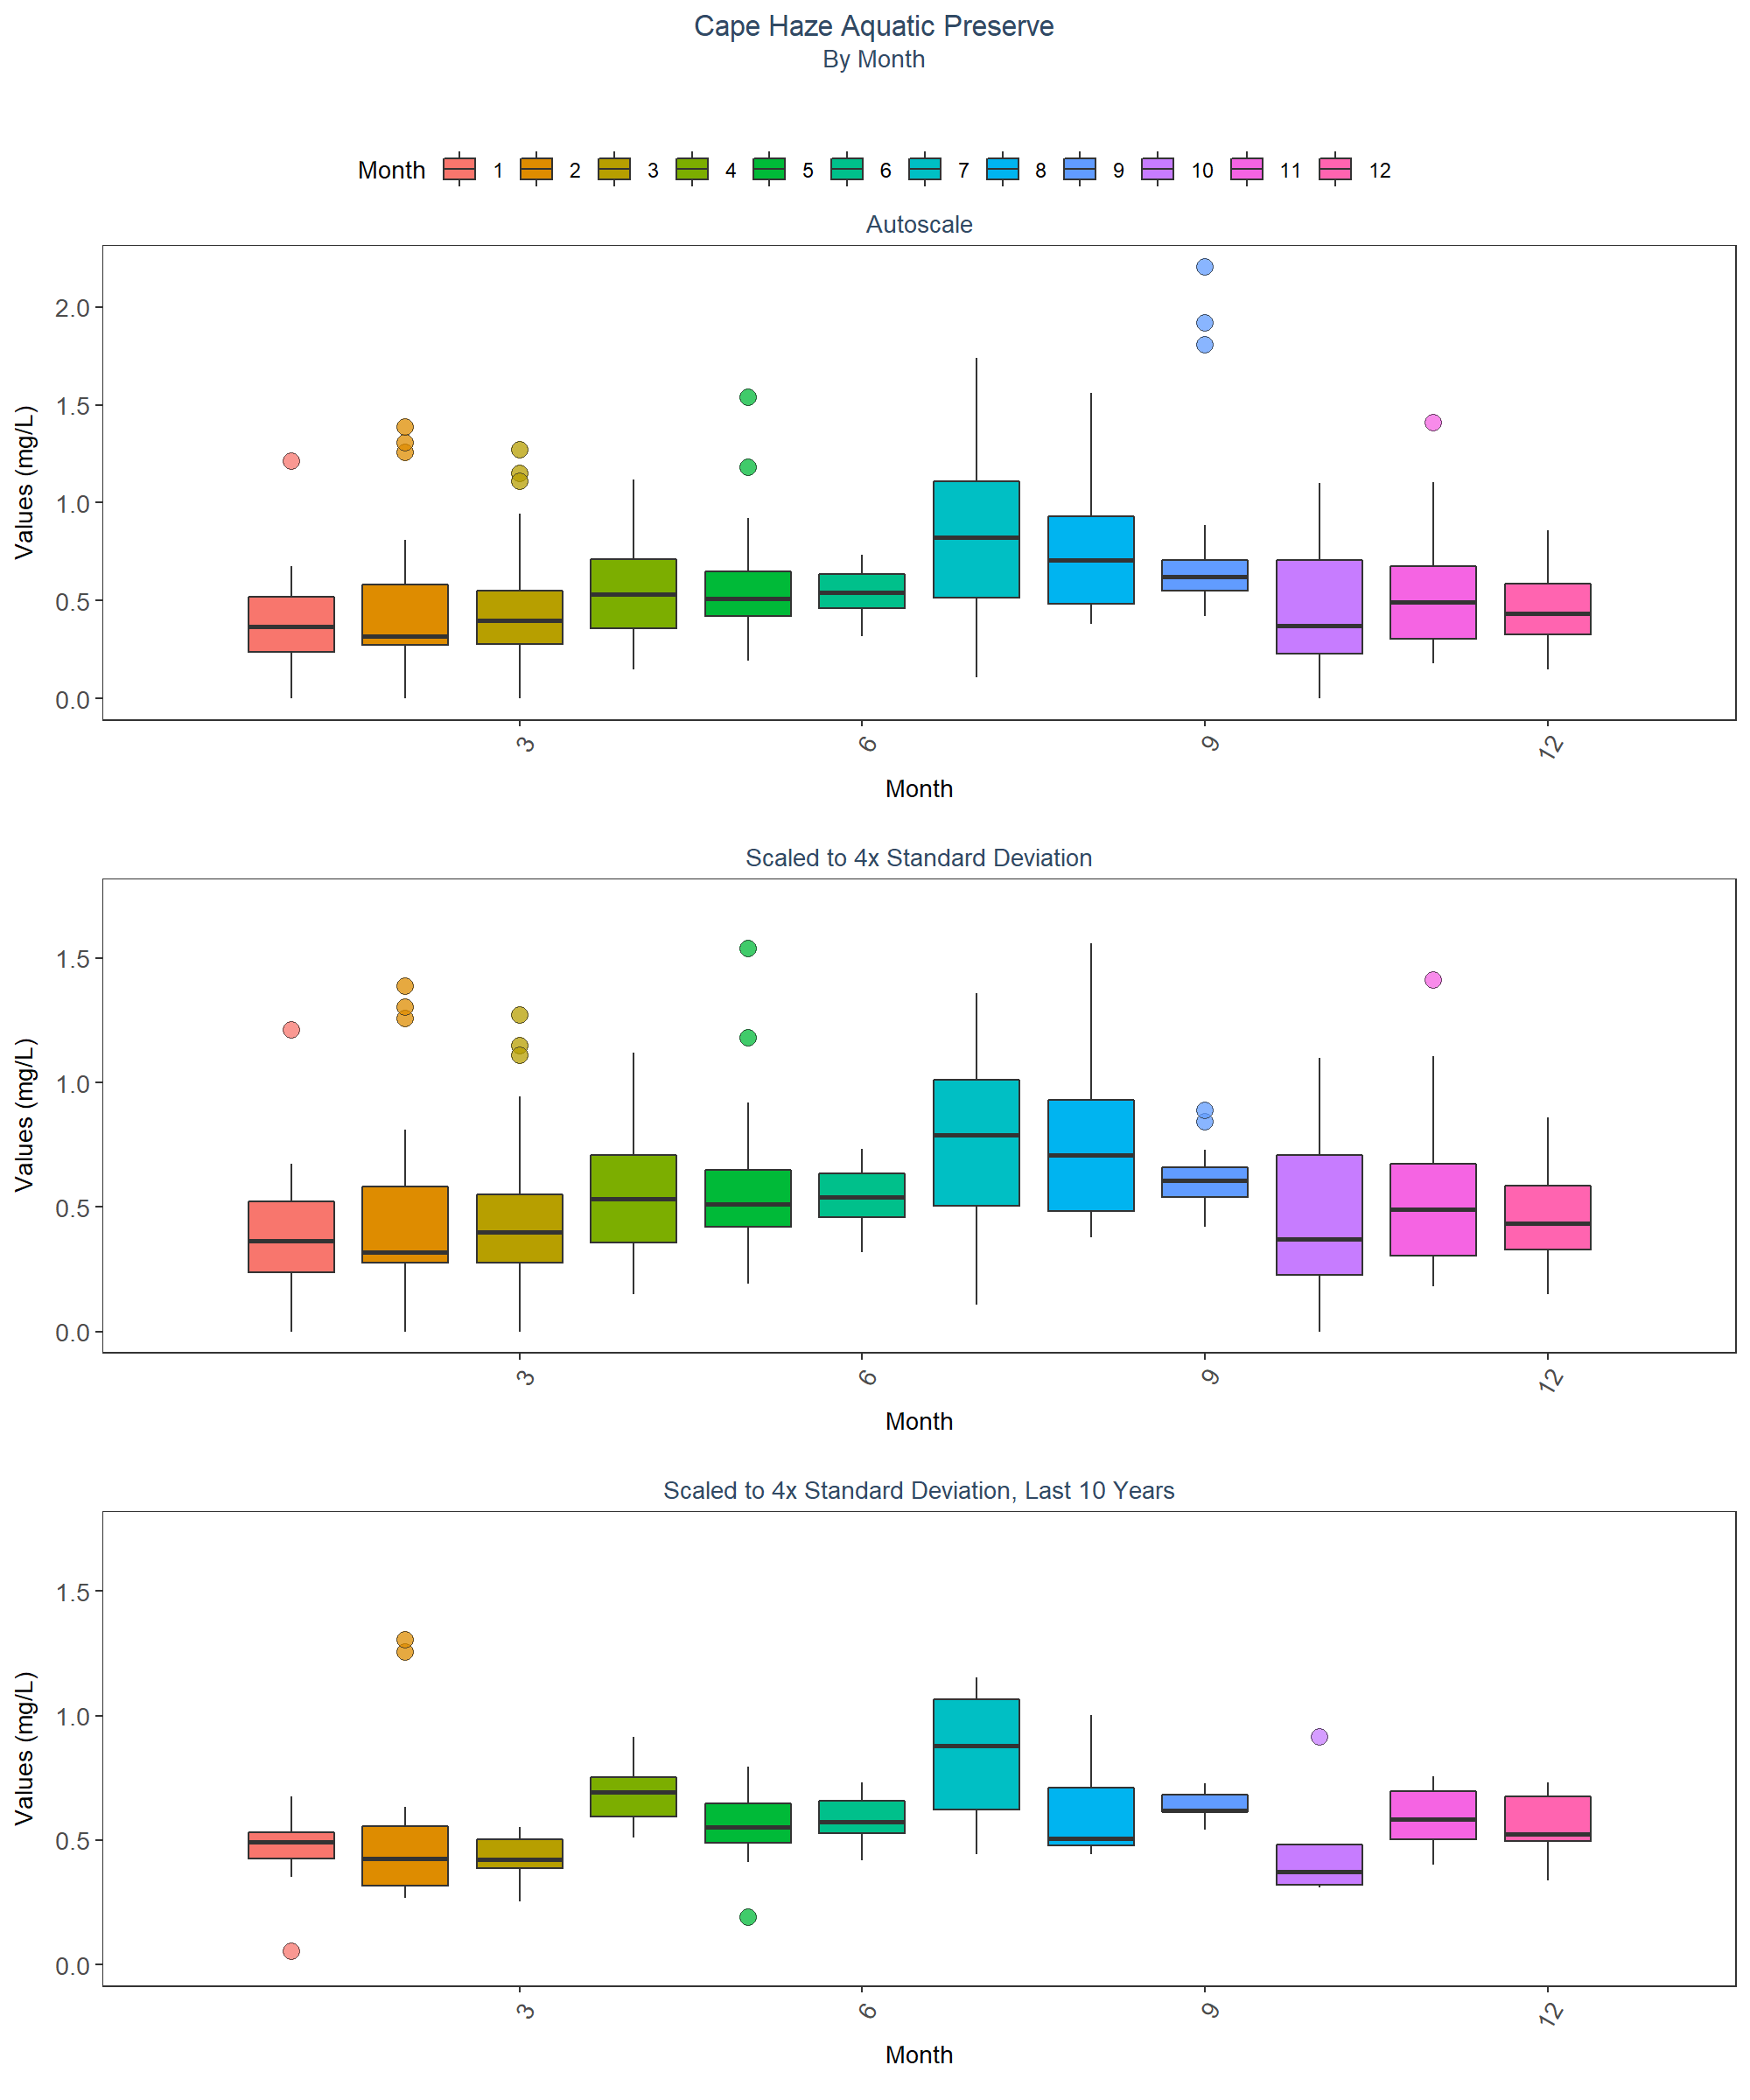 Cape Haze Aquatic Preserve
By Month
Month 1 2 3 4 5 6 7 8 9 10 11 12
Autoscale
Values (mg/L)
2.0
1.5
1.0
0.5
0.0
3 6 9 12
Month
Scaled to 4x Standard Deviation
Values (mg/L)
1.5
1.0
0.5
0.0
3 6 9 12
Month
Scaled to 4x Standard Deviation, Last 10 Years
Values (mg/L)
1.5
1.0
0.5
0.0
3 6 9 12
Month